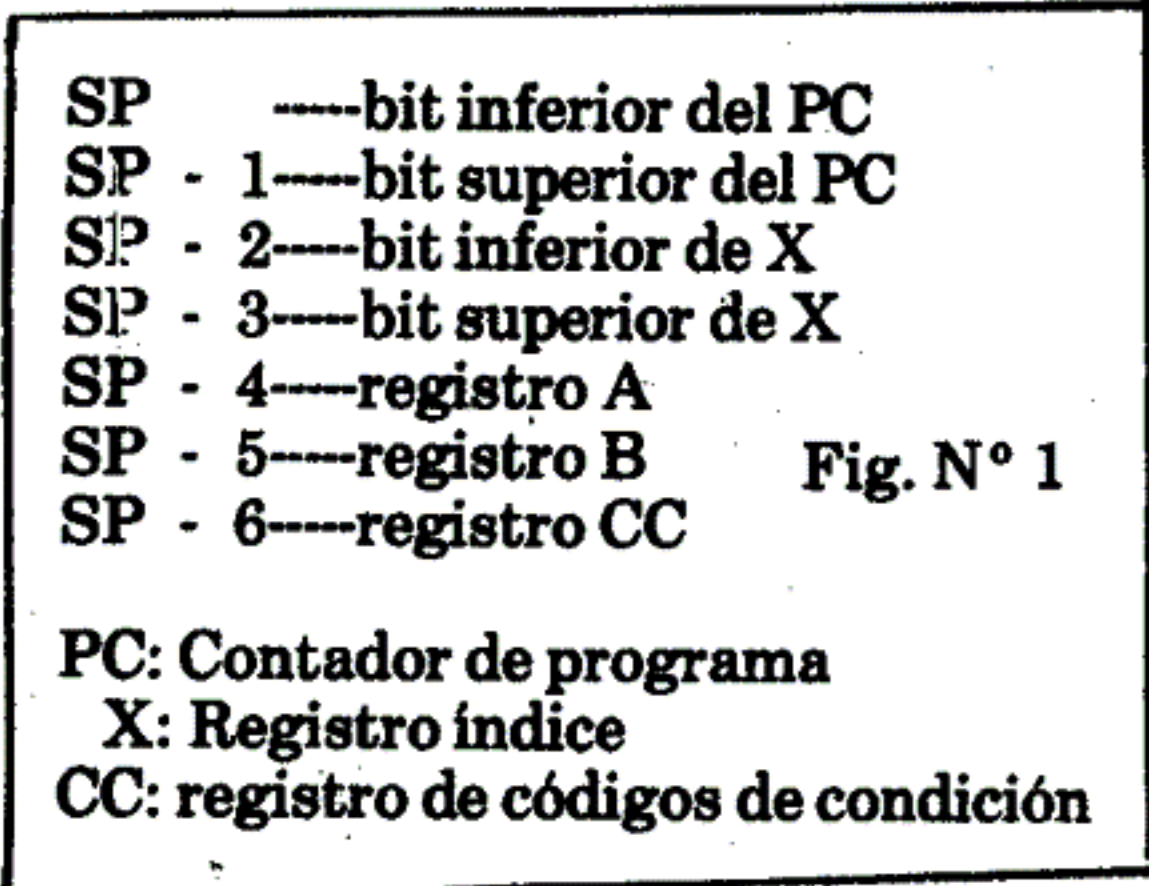 SP -----bit inferior del PC
SP - 1-----bit superior del PC
SP - 2-----bit inferior de X
SP - 3-----bit superior de X
SP - 4-----registro A
SP - 5-----registro B Fig. N° 1
SP - 6-----registro CC
PC: Contador de programa
X: Registro índice
CC: registro de códigos de condición